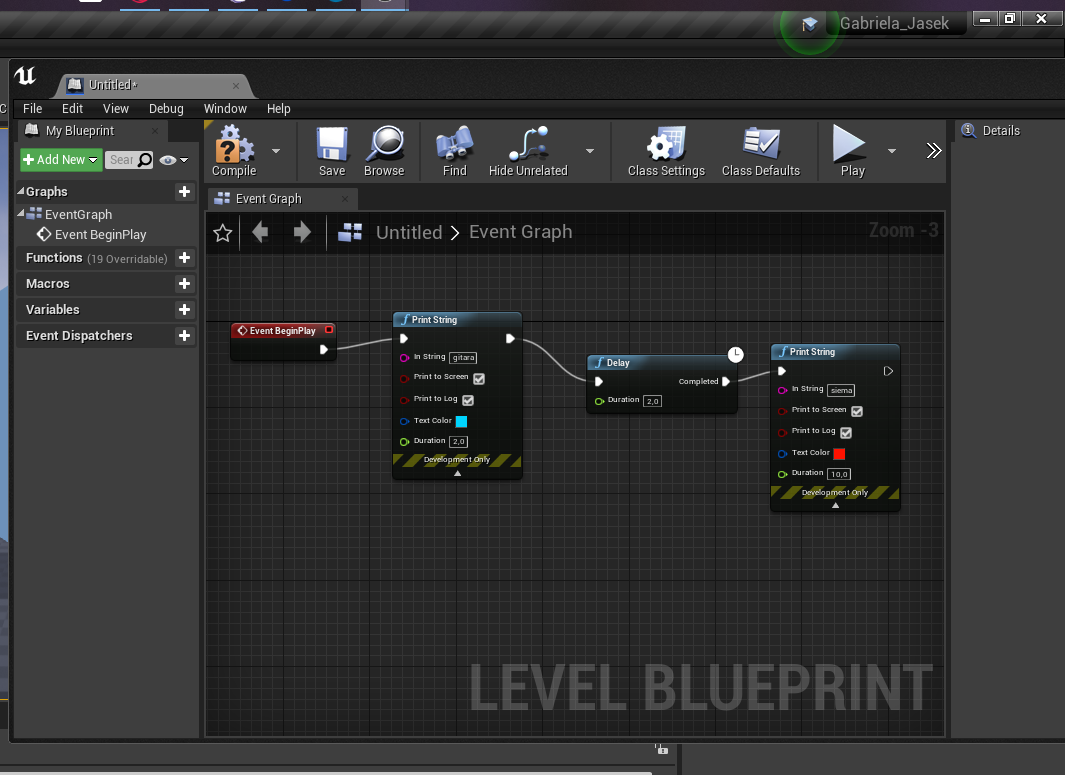 Gabriela_Jasek
Untitled*
File Edit View Debug Window Help
My Blueprint
Add New
Sear
Graphs
EventGraph
Event BeginPlay
Functions (19 Overridable)
Macros
Variables
Event Dispatchers
Compile
Save
Browse
Find
Hide Unrelated
Class Settings
Class Defaults
Play
Details
Event Graph
Untitled > Event Graph
Zoom -3
Event BeginPlay
Print String
In String gitara
Print to Screen
Print to Log
Text Color
Duration 2,0
Development Only
Delay
Completed
Duration 2,0
Print String
In String siema
Print to Screen
Print to Log
Text Color
Duration 10,0
Development Only
LEVEL BLUEPRINT